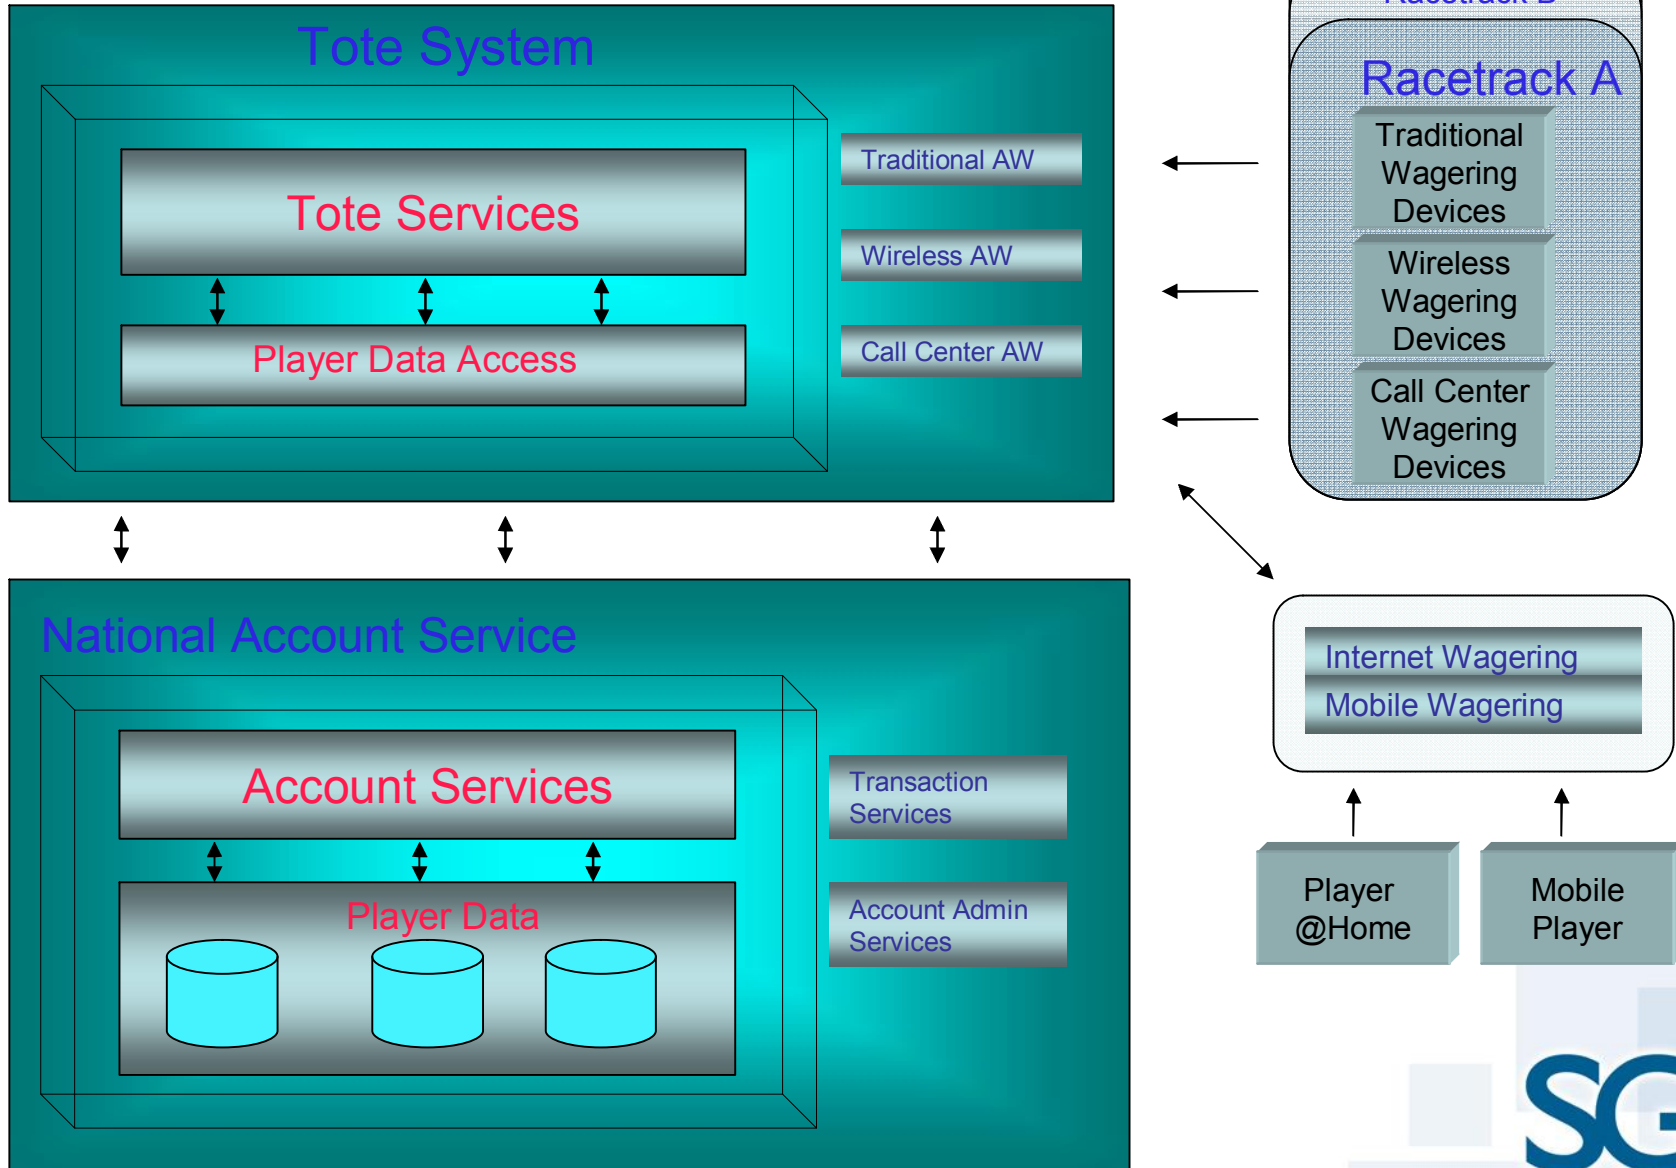 Tote System
Tote Services
Player Data Access
Traditional AW
Wireless AW
Call Center AW
Racetrack B
Racetrack A
Traditional
Wagering
Devices
Wireless
Wagering
Devices
Call Center
Wagering
Devices
National Account Service
Account Services
Player Data
Transaction
Services
Account Admin
Services
Internet Wagering
Mobile Wagering
Player
@Home
Mobile
Player
SG